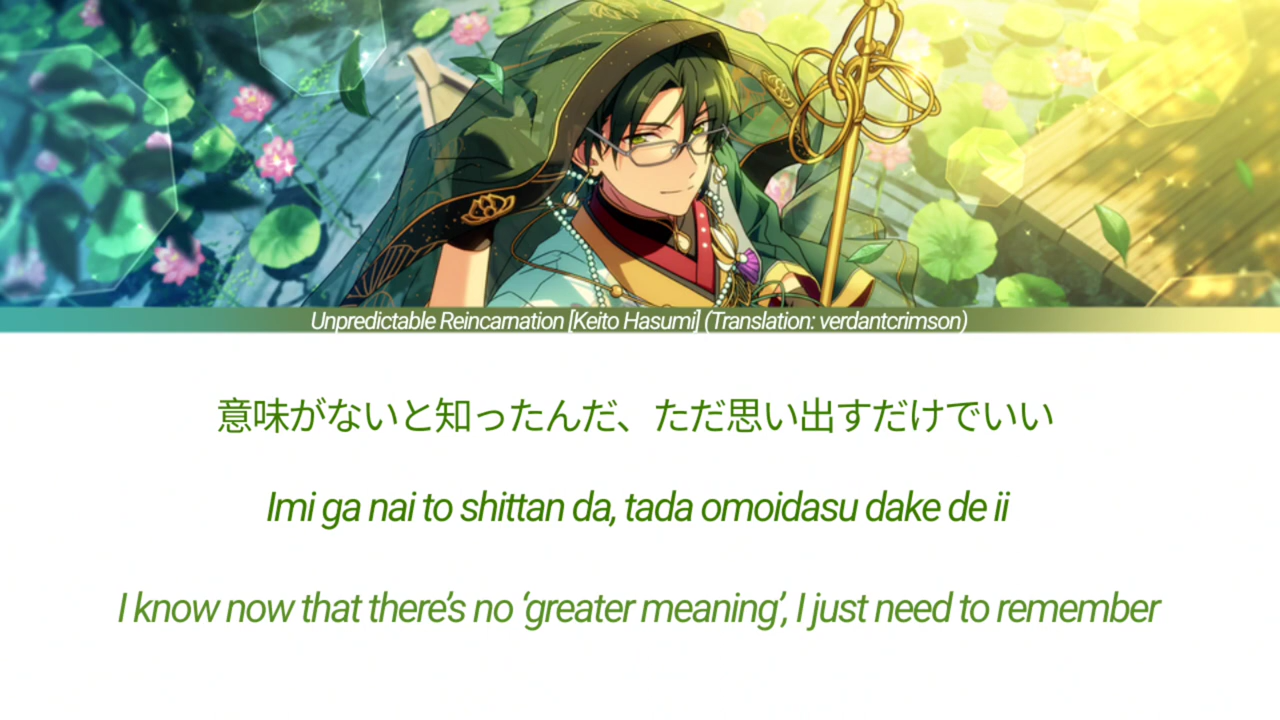 Unpredictable Reincarnation [Keito Hasumi] (Translation: verdantcrimson)
意味がないと知ったんだ、ただ思い出すだけでいい
Imi ga nai to shittan da, tada omoidasu dake de ii
I know now that there’s no ‘greater meaning’, I just need to remember